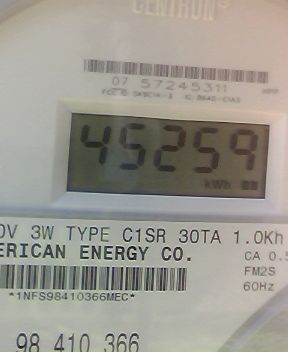 CENTRON®
07 57245311
45259
kWh
0V 3W TYPE C1SR 30TA 1.0Kh
ERICAN ENERGY CO.
CA 0.5
FM2S
60Hz
*1NFS98410366MEC*
98 410 366